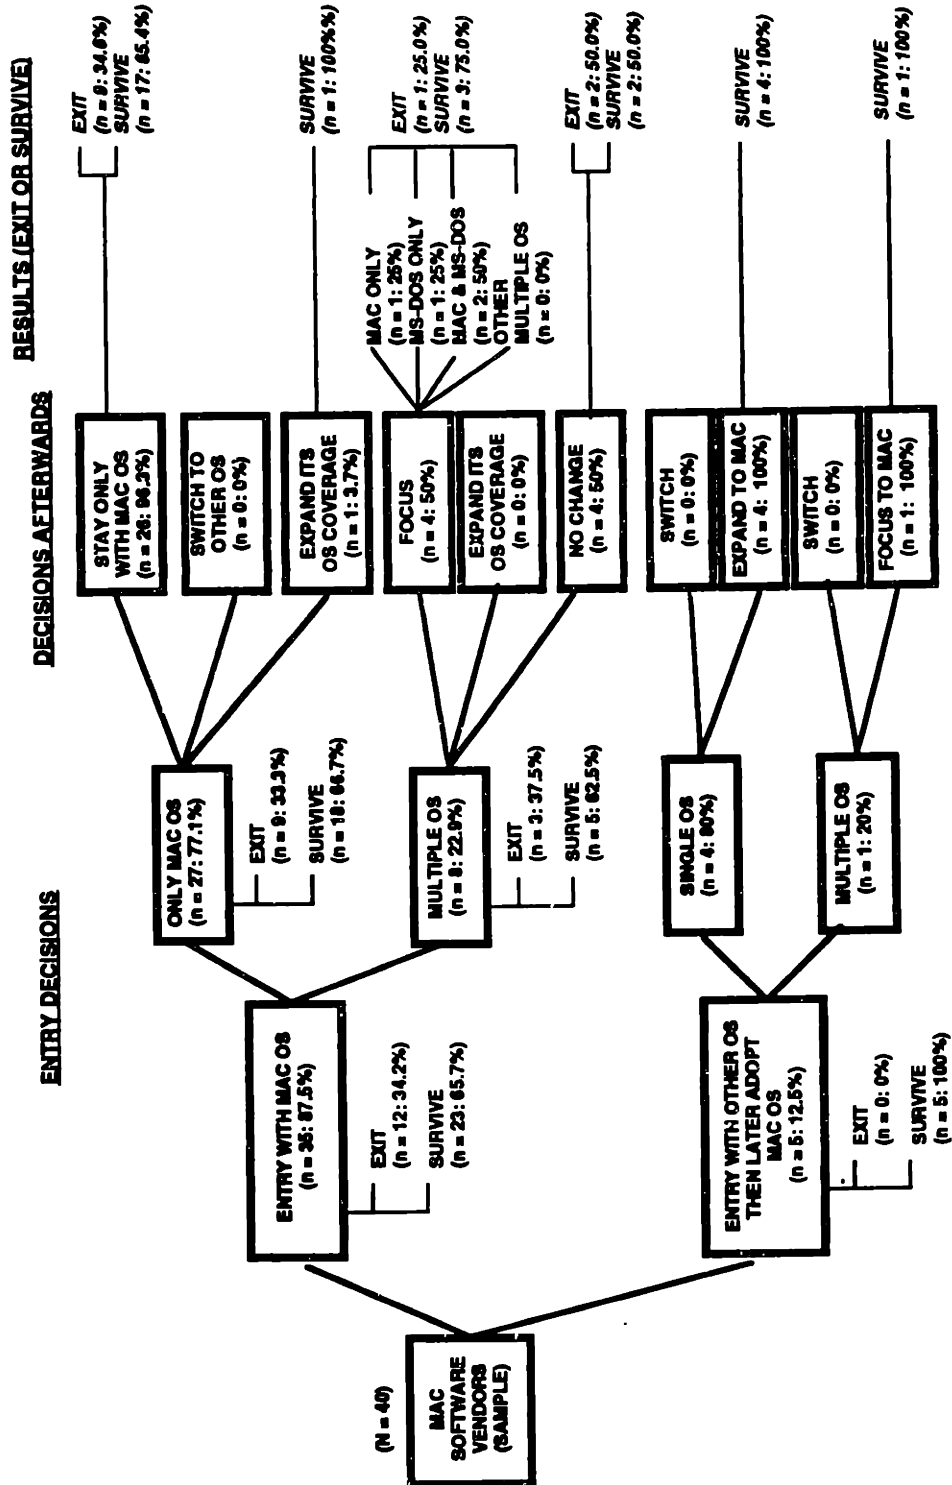 ENTRY DECISIONS
DECISIONS AFTERWARDS
RESULTS (EXIT OR SURVIVE)
(N = 40)
MAC
SOFTWARE
VENDORS
(SAMPLE)
ENTRY WITH MAC OS
(n = 35: 87.5%)
EXIT
(n = 12: 34.2%)
SURVIVE
(n = 23: 65.7%)
ENTRY WITH OTHER OS
THEN LATER ADOPT
MAC OS
(n = 5: 12.5%)
EXIT
(n = 0: 0%)
SURVIVE
(n = 5: 100%)
ONLY MAC OS
(n = 27: 77.1%)
EXIT
(n = 9: 33.3%)
SURVIVE
(n = 18: 66.7%)
MULTIPLE OS
(n = 8: 22.9%)
EXIT
(n = 3: 37.5%)
SURVIVE
(n = 5: 62.5%)
SINGLE OS
(n = 4: 80%)
MULTIPLE OS
(n = 1: 20%)
STAY ONLY
WITH MAC OS
(n = 26: 96.3%)
SWITCH TO
OTHER OS
(n = 0: 0%)
EXPAND ITS
OS COVERAGE
(n = 1: 3.7%)
FOCUS
(n = 4: 50%)
EXPAND ITS
OS COVERAGE
(n = 0: 0%)
NO CHANGE
(n = 4: 50%)
SWITCH
(n = 0: 0%)
EXPAND TO MAC
(n = 4: 100%)
SWITCH
(n = 0: 0%)
FOCUS TO MAC
(n = 1: 100%)
MAC ONLY
(n = 1: 25%)
MS-DOS ONLY
(n = 1: 25%)
MAC & MS-DOS
(n = 2: 50%)
OTHER
MULTIPLE OS
(n = 0: 0%)
EXIT
(n = 9: 34.6%)
SURVIVE
(n = 17: 65.4%)
SURVIVE
(n = 1: 100%%)
EXIT
(n = 1: 25.0%)
SURVIVE
(n = 3: 75.0%)
EXIT
(n = 2: 50.0%)
SURVIVE
(n = 2: 50.0%)
SURVIVE
(n = 4: 100%)
SURVIVE
(n = 1: 100%)